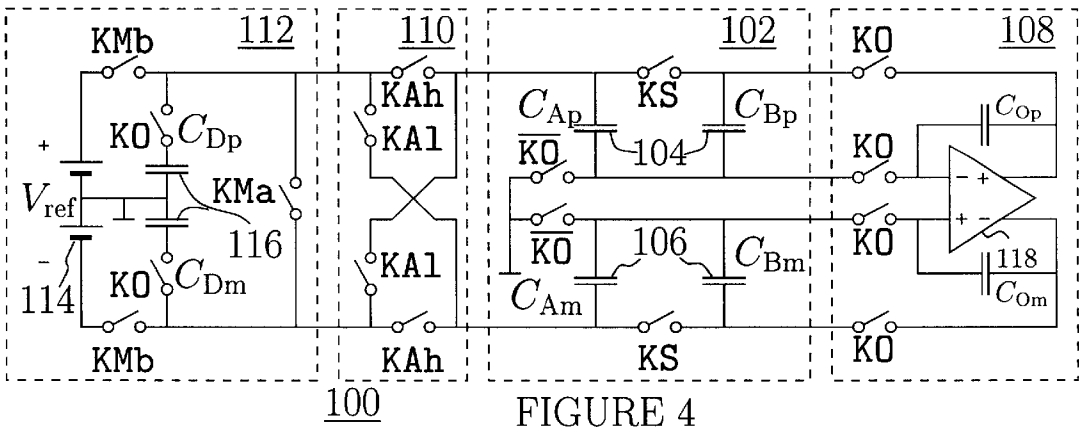 112
110
102
108
KMb
KO
KAh
KS
KO
C_Dp
KAl
C_Ap
C_Bp
C_Op
+
KO
104
V_ref
KMa
116
-
114
KO
C_Dm
KAl
KO
106
C_Am
C_Bm
- +
+ -
KO
KO
118
C_Om
KMb
KAh
KS
KO
100
FIGURE 4